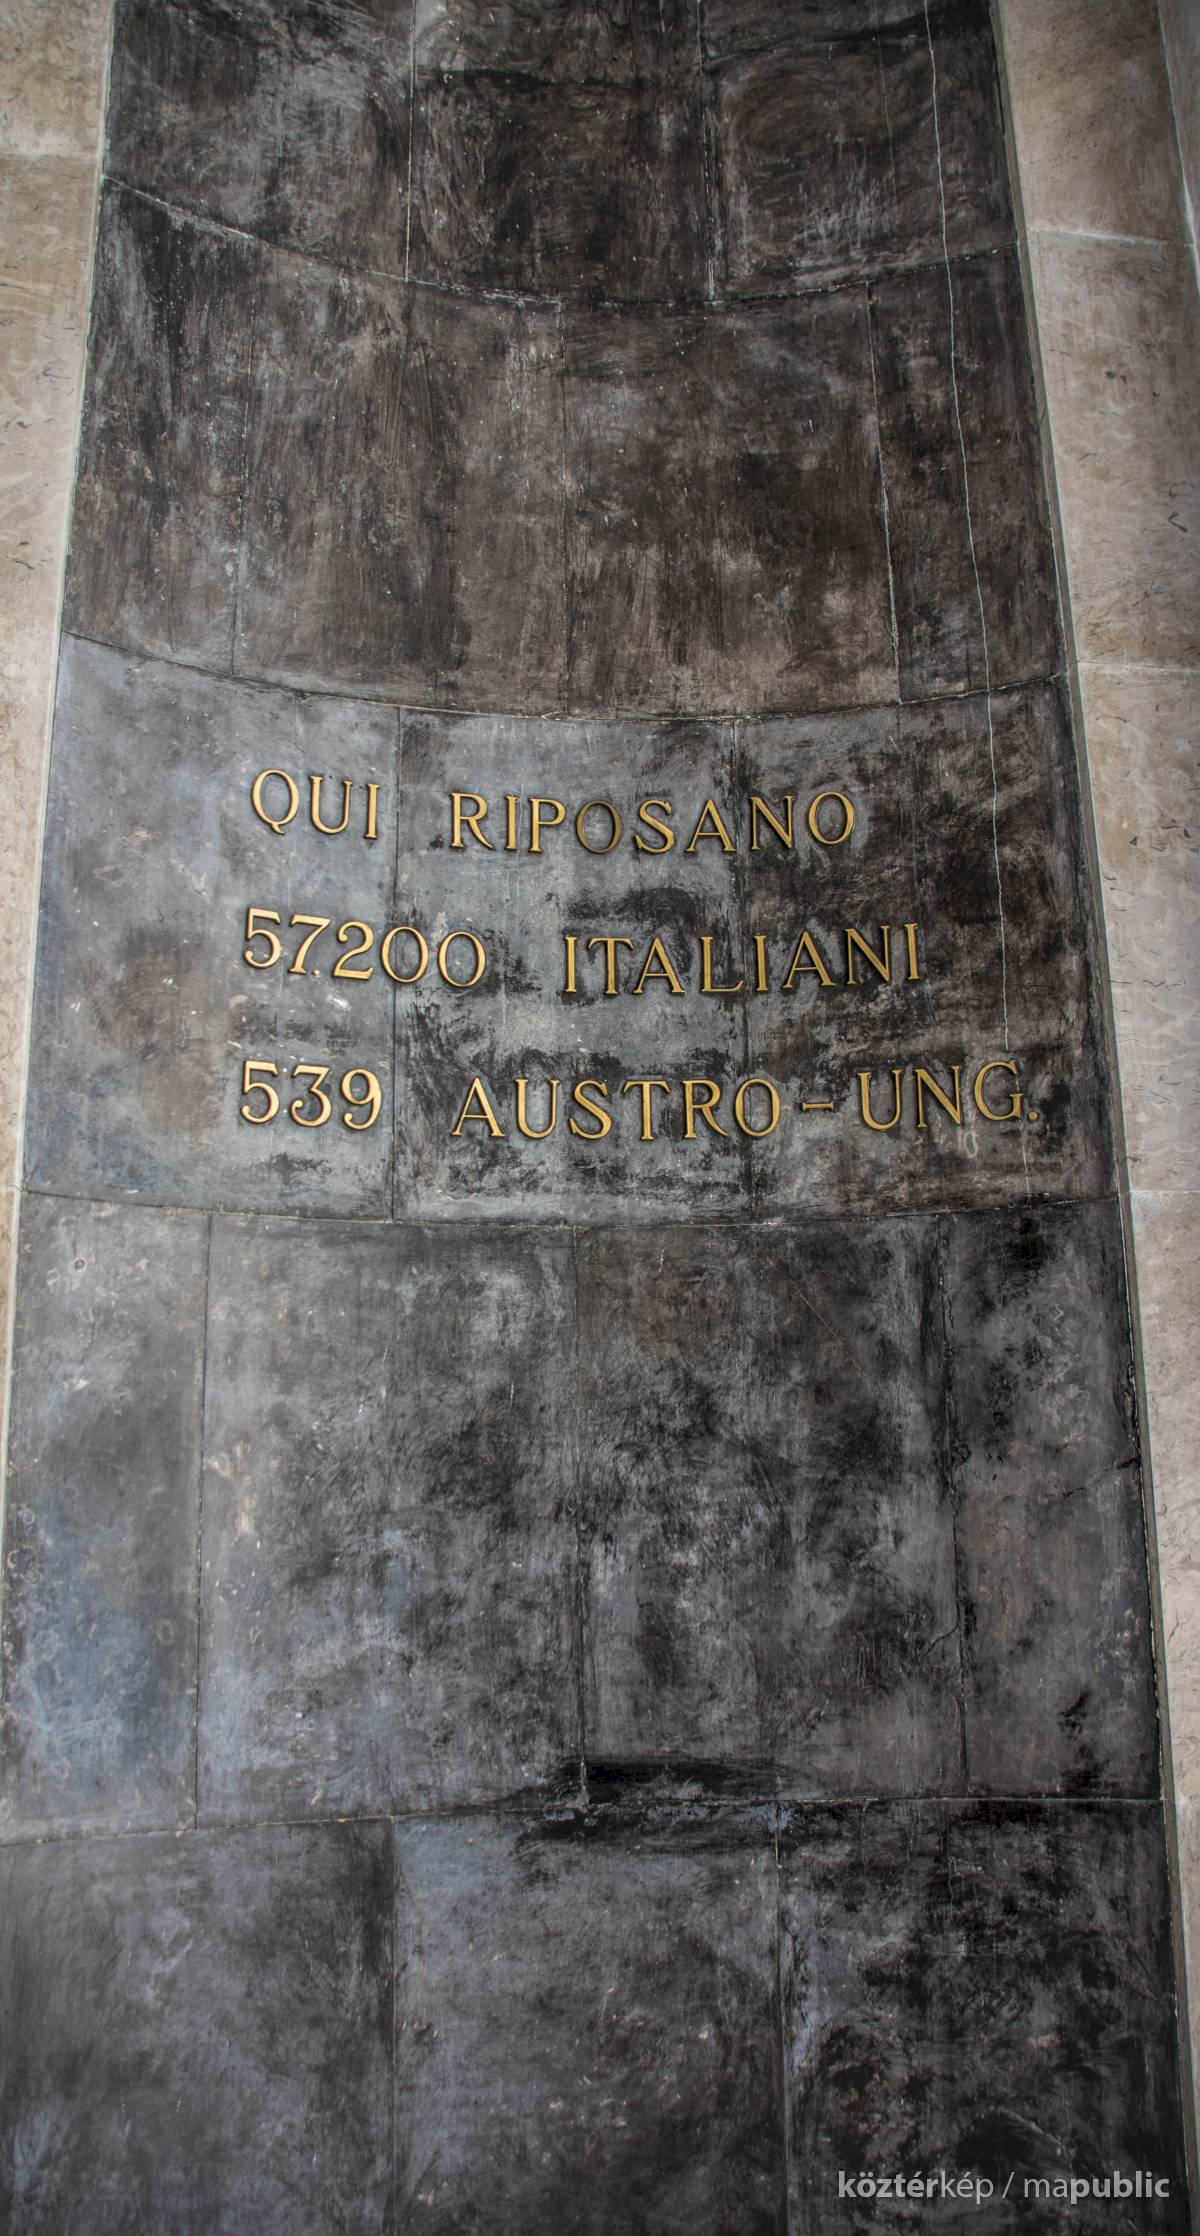 QUI RIPOSANO
57.200 ITALIANI
539 AUSTRO-UNG.
köztérkép / mapublic